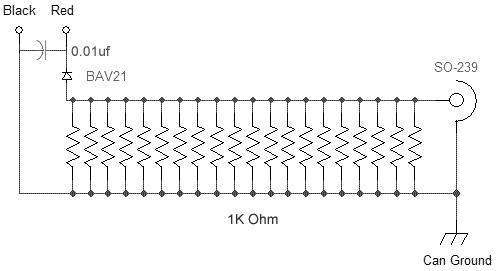 Black Red
0.01uf
BAV21
SO-239
1K Ohm
Can Ground